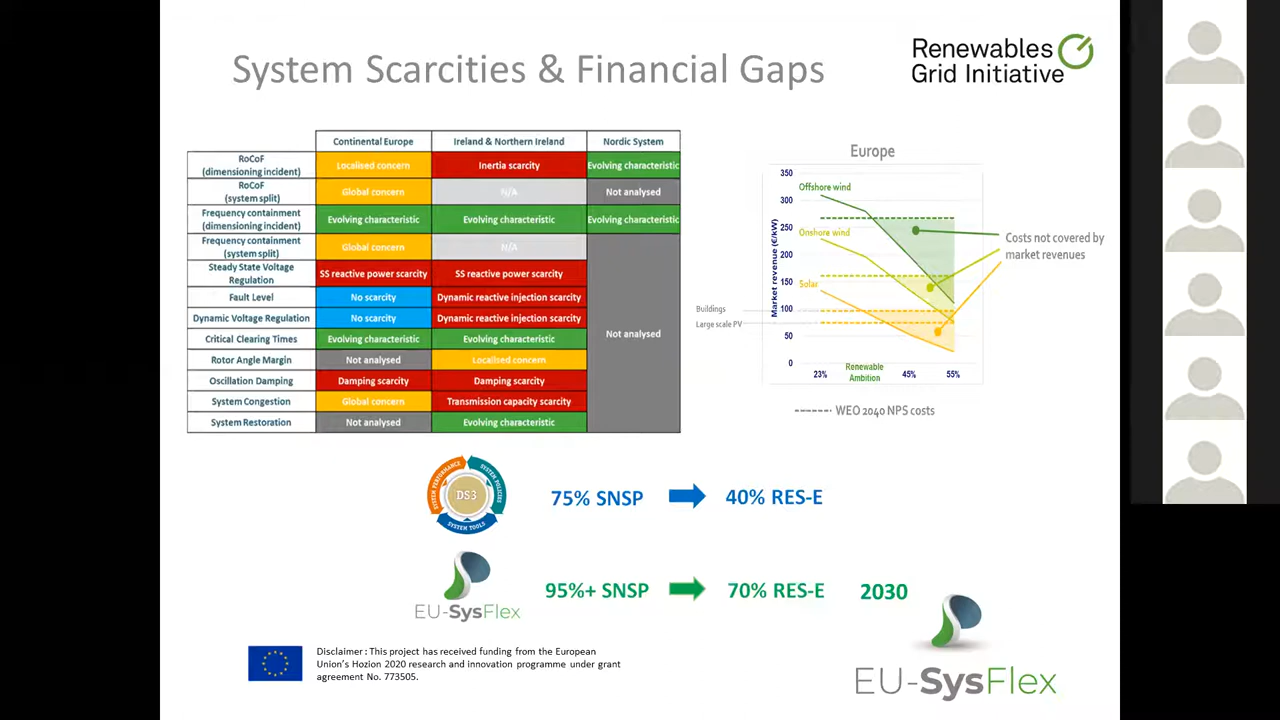 System Scarcities & Financial Gaps
Renewables
Grid Initiative
Continental Europe
Ireland & Northern Ireland
Nordic System
RoCoF
(dimensioning incident)
Localised concern
Inertia scarcity
Evolving characteristic
RoCoF
(system split)
Global concern
N/A
Not analysed
Frequency containment
(dimensioning incident)
Evolving characteristic
Evolving characteristic
Evolving characteristic
Frequency containment
(system split)
Global concern
N/A
Steady State Voltage
Regulation
SS reactive power scarcity
SS reactive power scarcity
Fault Level
No scarcity
Dynamic reactive injection scarcity
Dynamic Voltage Regulation
No scarcity
Dynamic reactive injection scarcity
Not analysed
Critical Clearing Times
Evolving characteristic
Evolving characteristic
Rotor Angle Margin
Not analysed
Localised concern
Oscillation Damping
Damping scarcity
Damping scarcity
System Congestion
Global concern
Transmission capacity scarcity
System Restoration
Not analysed
Evolving characteristic
Europe
Market revenue (€/kW)
350
300
250
200
150
100
50
0
Offshore wind
Onshore wind
Solar
Buildings
Large scale PV
23%
Renewable
Ambition
45%
55%
Costs not covered by
market revenues
WEO 2040 NPS costs
SYSTEM PERFORMANCE
SYSTEM POLICIES
SYSTEM TOOLS
DS3
75% SNSP
40% RES-E
EU-SysFlex
95%+ SNSP
70% RES-E
2030
Disclaimer : This project has received funding from the European
Union's Hozion 2020 research and innovation programme under grant
agreement No. 773505.
EU-SysFlex